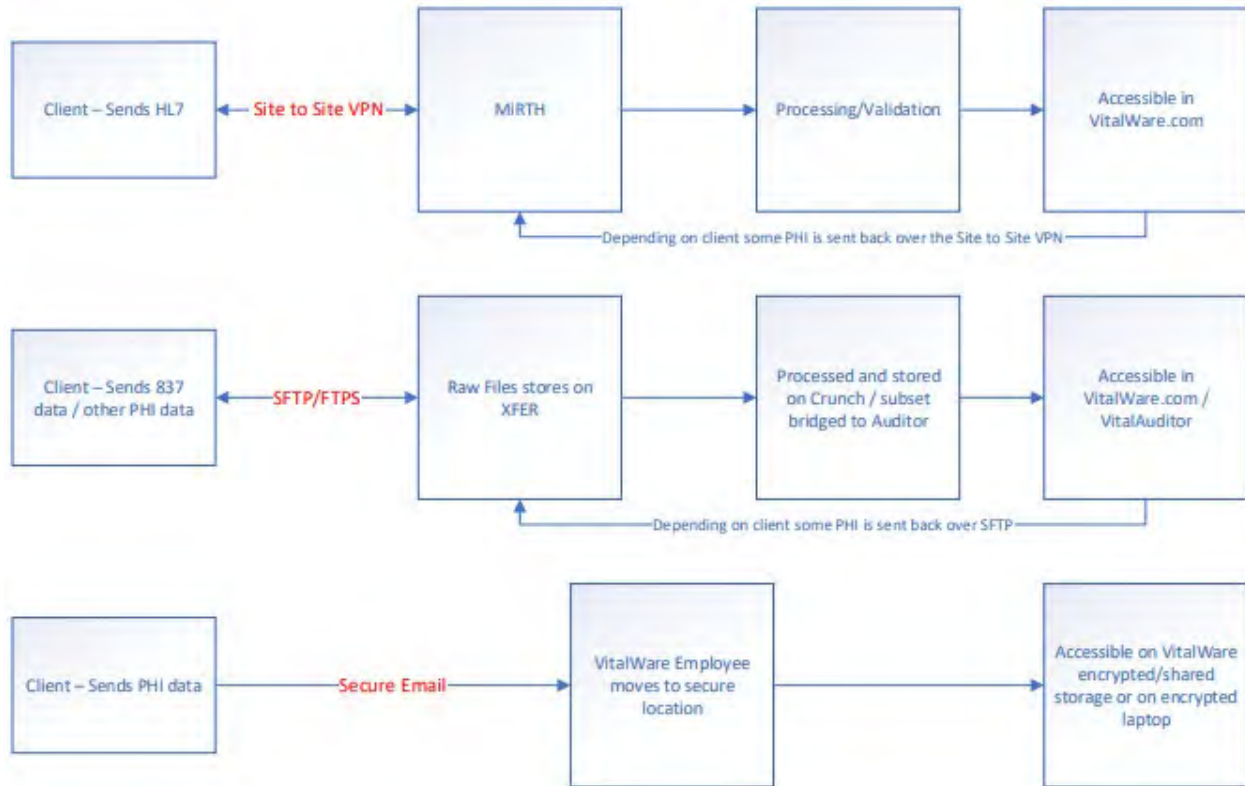 Client – Sends HL7
Site to Site VPN
MIRTH
Processing/Validation
Accessible in
VitalWare.com
Depending on client some PHI is sent back over the Site to Site VPN
Client – Sends 837
data / other PHI data
SFTP/FTPS
Raw Files stores on
XFER
Processed and stored
on Crunch / subset
bridged to Auditor
Accessible in
VitalWare.com /
VitalAuditor
Depending on client some PHI is sent back over SFTP
Client – Sends PHI data
Secure Email
VitalWare Employee
moves to secure
location
Accessible on VitalWare
encrypted/shared
storage or on encrypted
laptop